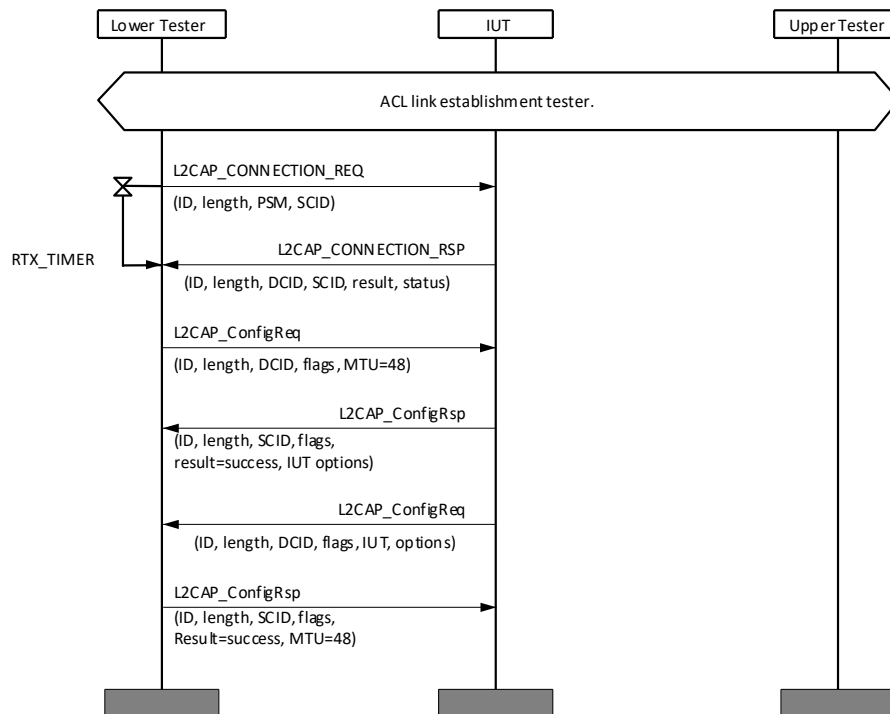 Lower Tester
IUT
Upper Tester
ACL link establishment tester.
L2CAP_CONNECTION_REQ
(ID, length, PSM, SCID)
RTX_TIMER
L2CAP_CONNECTION_RSP
(ID, length, DCID, SCID, result, status)
L2CAP_ConfigReq
(ID, length, DCID, flags, MTU=48)
L2CAP_ConfigRsp
(ID, length, SCID, flags,
result=success, IUT options)
L2CAP_ConfigReq
(ID, length, DCID, flags, IUT, options)
L2CAP_ConfigRsp
(ID, length, SCID, flags,
Result=success, MTU=48)